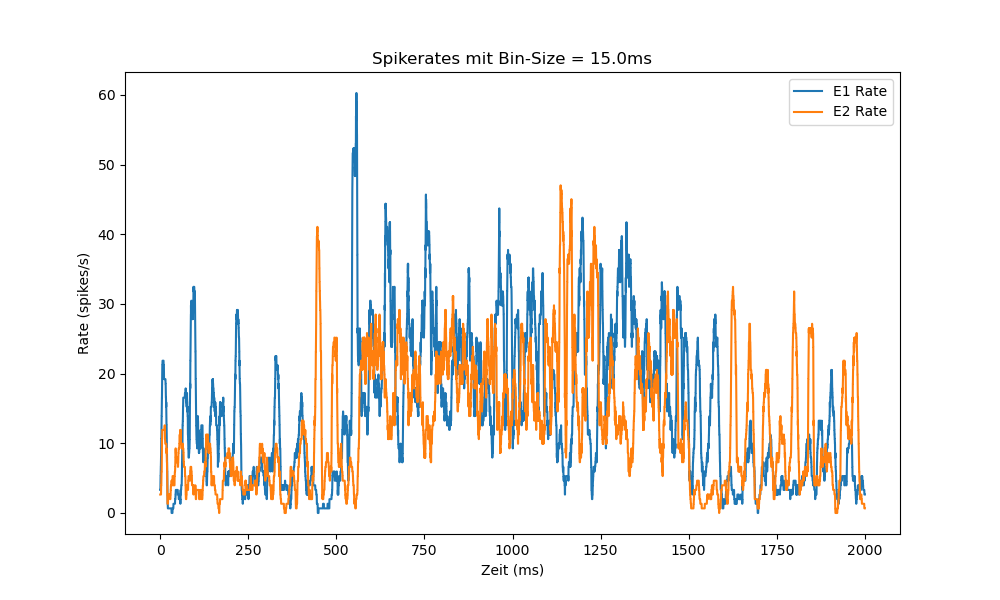 Spikerates mit Bin-Size = 15.0ms
E1 Rate
E2 Rate
60
50
40
30
20
10
0
Rate (spikes/s)
0 250 500 750 1000 1250 1500 1750 2000
Zeit (ms)